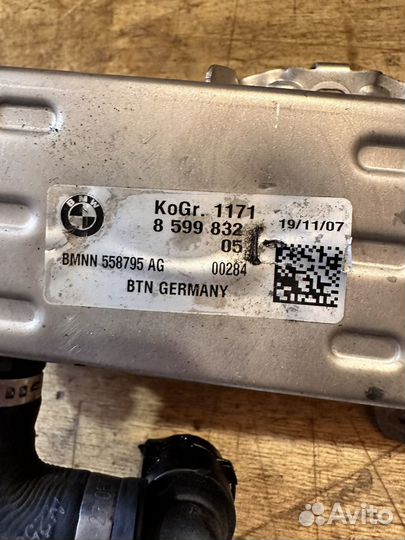 BMW
KoGr. 1171
8 599 832 19/11/07
05
BMNN 558795 AG 00284
BTN GERMANY
Avito